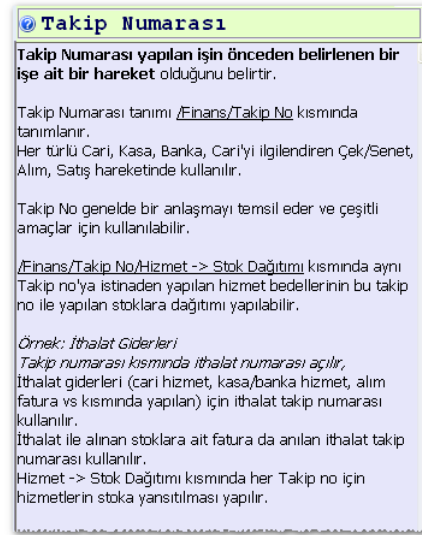 Takip Numarası
Takip Numarası yapılan işin önceden belirlenen bir
işe ait bir hareket olduğunu belirtir.
Takip Numarası tanımı /Finans/Takip No kısmında
tanımlanır.
Her türlü Cari, Kasa, Banka, Cari'yi ilgilendiren Çek/Senet,
Alım, Satış hareketinde kullanılır.
Takip No genelde bir anlaşmayı temsil eder ve çeşitli
amaçlar için kullanılabilir.
/Finans/Takip No/Hizmet -> Stok Dağıtımı kısmında aynı
Takip no'ya istinaden yapılan hizmet bedellerinin bu takip
no ile yapılan stoklara dağıtımı yapılabilir.
Örnek: İthalat Giderleri
Takip numarası kısmında ithalat numarası açılır,
İthalat giderleri (cari hizmet, kasa/banka hizmet, alım
fatura vs kısmında yapılan) için ithalat takip numarası
kullanılır.
İthalat ile alınan stoklara ait fatura da anılan ithalat takip
numarası kullanılır.
Hizmet -> Stok Dağıtımı kısmında her Takip no için
hizmetlerin stoka yansıtılması yapılır.